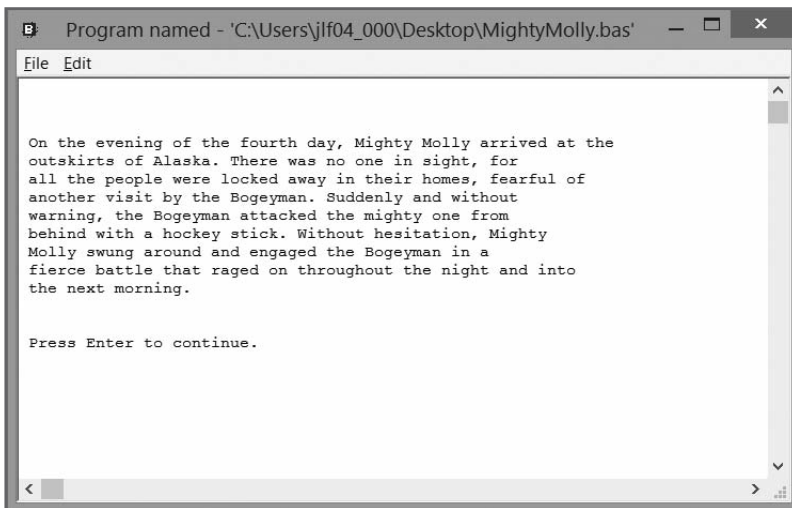 Program named - 'C:\Users\jlf04_000\Desktop\MightyMolly.bas'
File Edit
On the evening of the fourth day, Mighty Molly arrived at the
outskirts of Alaska. There was no one in sight, for
all the people were locked away in their homes, fearful of
another visit by the Bogeyman. Suddenly and without
warning, the Bogeyman attacked the mighty one from
behind with a hockey stick. Without hesitation, Mighty
Molly swung around and engaged the Bogeyman in a
fierce battle that raged on throughout the night and into
the next morning.
Press Enter to continue.